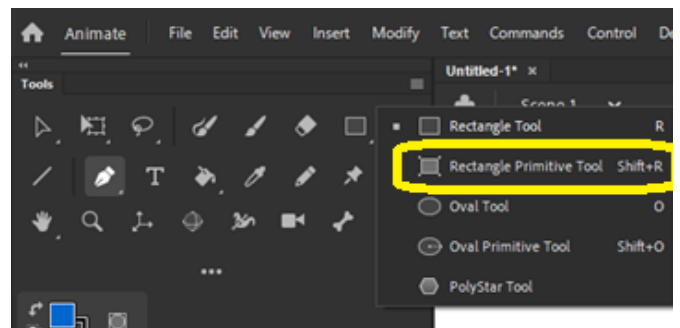 Animate File Edit View Insert Modify Text Commands Control
Tools
Untitled-1* ×
Scene 1
Rectangle Tool R
Rectangle Primitive Tool Shift+R
T
Oval Tool O
Oval Primitive Tool Shift+O
PolyStar Tool